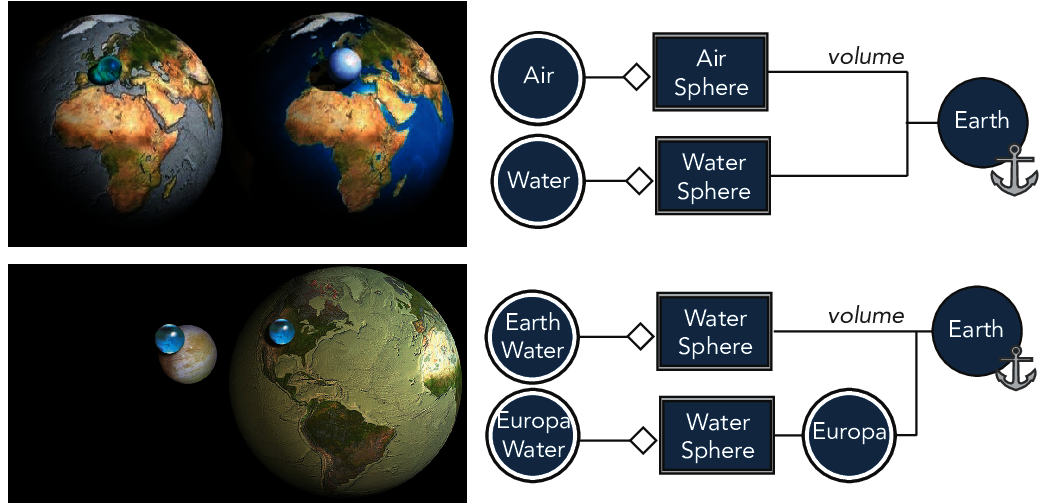 Air
Air
Sphere
volume
Earth
Water
Water
Sphere
Earth
Water
Water
Sphere
volume
Earth
Europa
Water
Water
Sphere
Europa